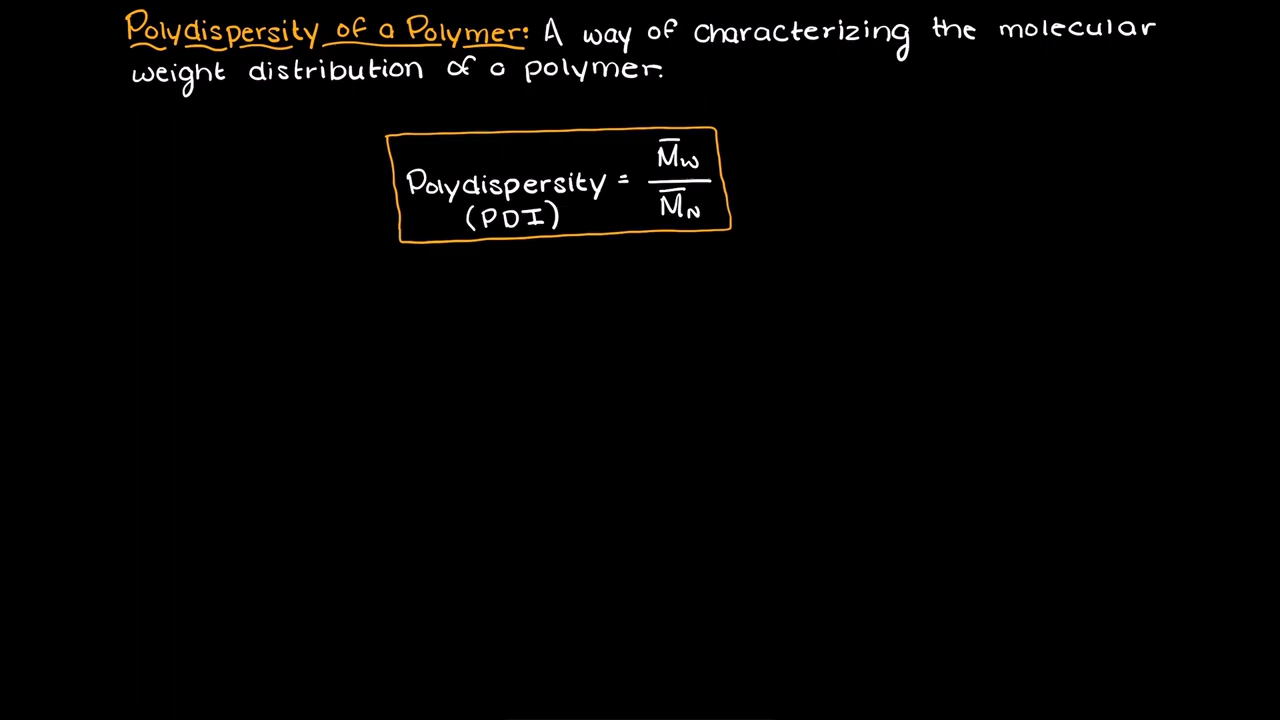 Polydispersity of a Polymer: A way of characterizing the molecular
weight distribution of a polymer.
Polydispersity = M̅w / M̅N
(PDI)